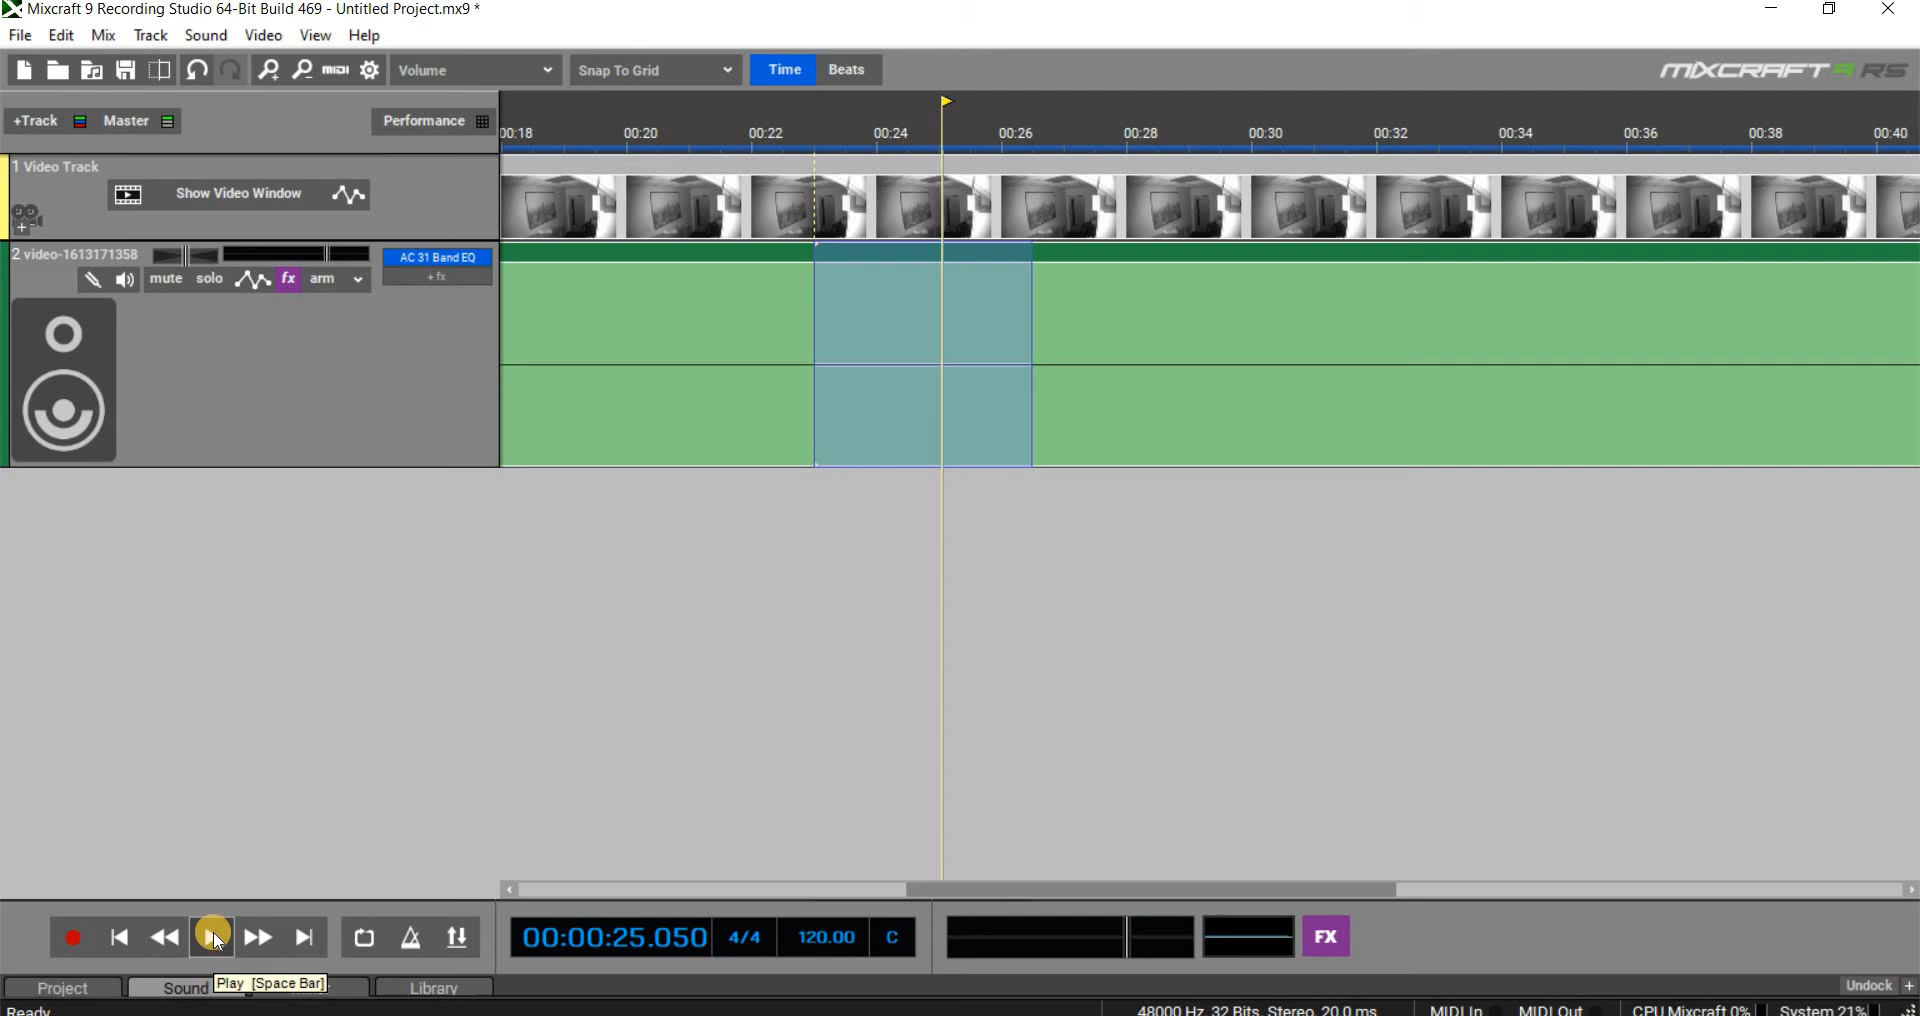 Mixcraft 9 Recording Studio 64-Bit Build 469 - Untitled Project.mx9 *
File Edit Mix Track Sound Video View Help
MIDI Volume Snap To Grid Time Beats MIXCRAFT 9 RS
+Track Master Performance
00:18 00:20 00:22 00:24 00:26 00:28 00:30 00:32 00:34 00:36 00:38 00:40
1 Video Track
Show Video Window
2 video-1613171358 AC 31 Band EQ
mute solo fx arm + fx
00:00:25.050 4/4 120.00 C FX
Play [Space Bar]
Project Sound Library Undock +
Ready 48000 Hz, 32 Bits, Stereo, 20.0 ms MIDI In MIDI Out CPU Mixcraft 0% System 21%